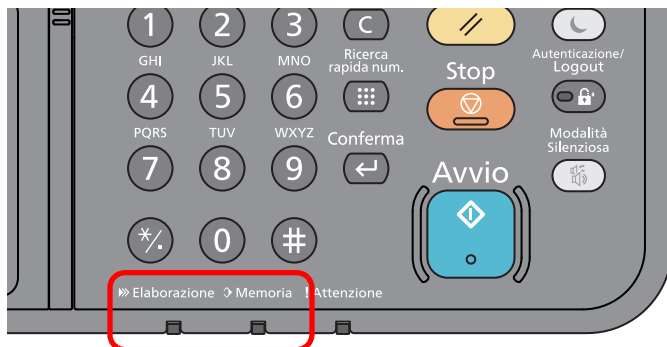 1 2 3 C
GHI JKL MNO Ricerca rapida num. Autenticazione/
Logout
4 5 6 Stop
PQRS TUV WXYZ Conferma Modalità
Silenziosa
7 8 9 Avvio
*/. 0 #
Elaborazione Memoria ! Attenzione